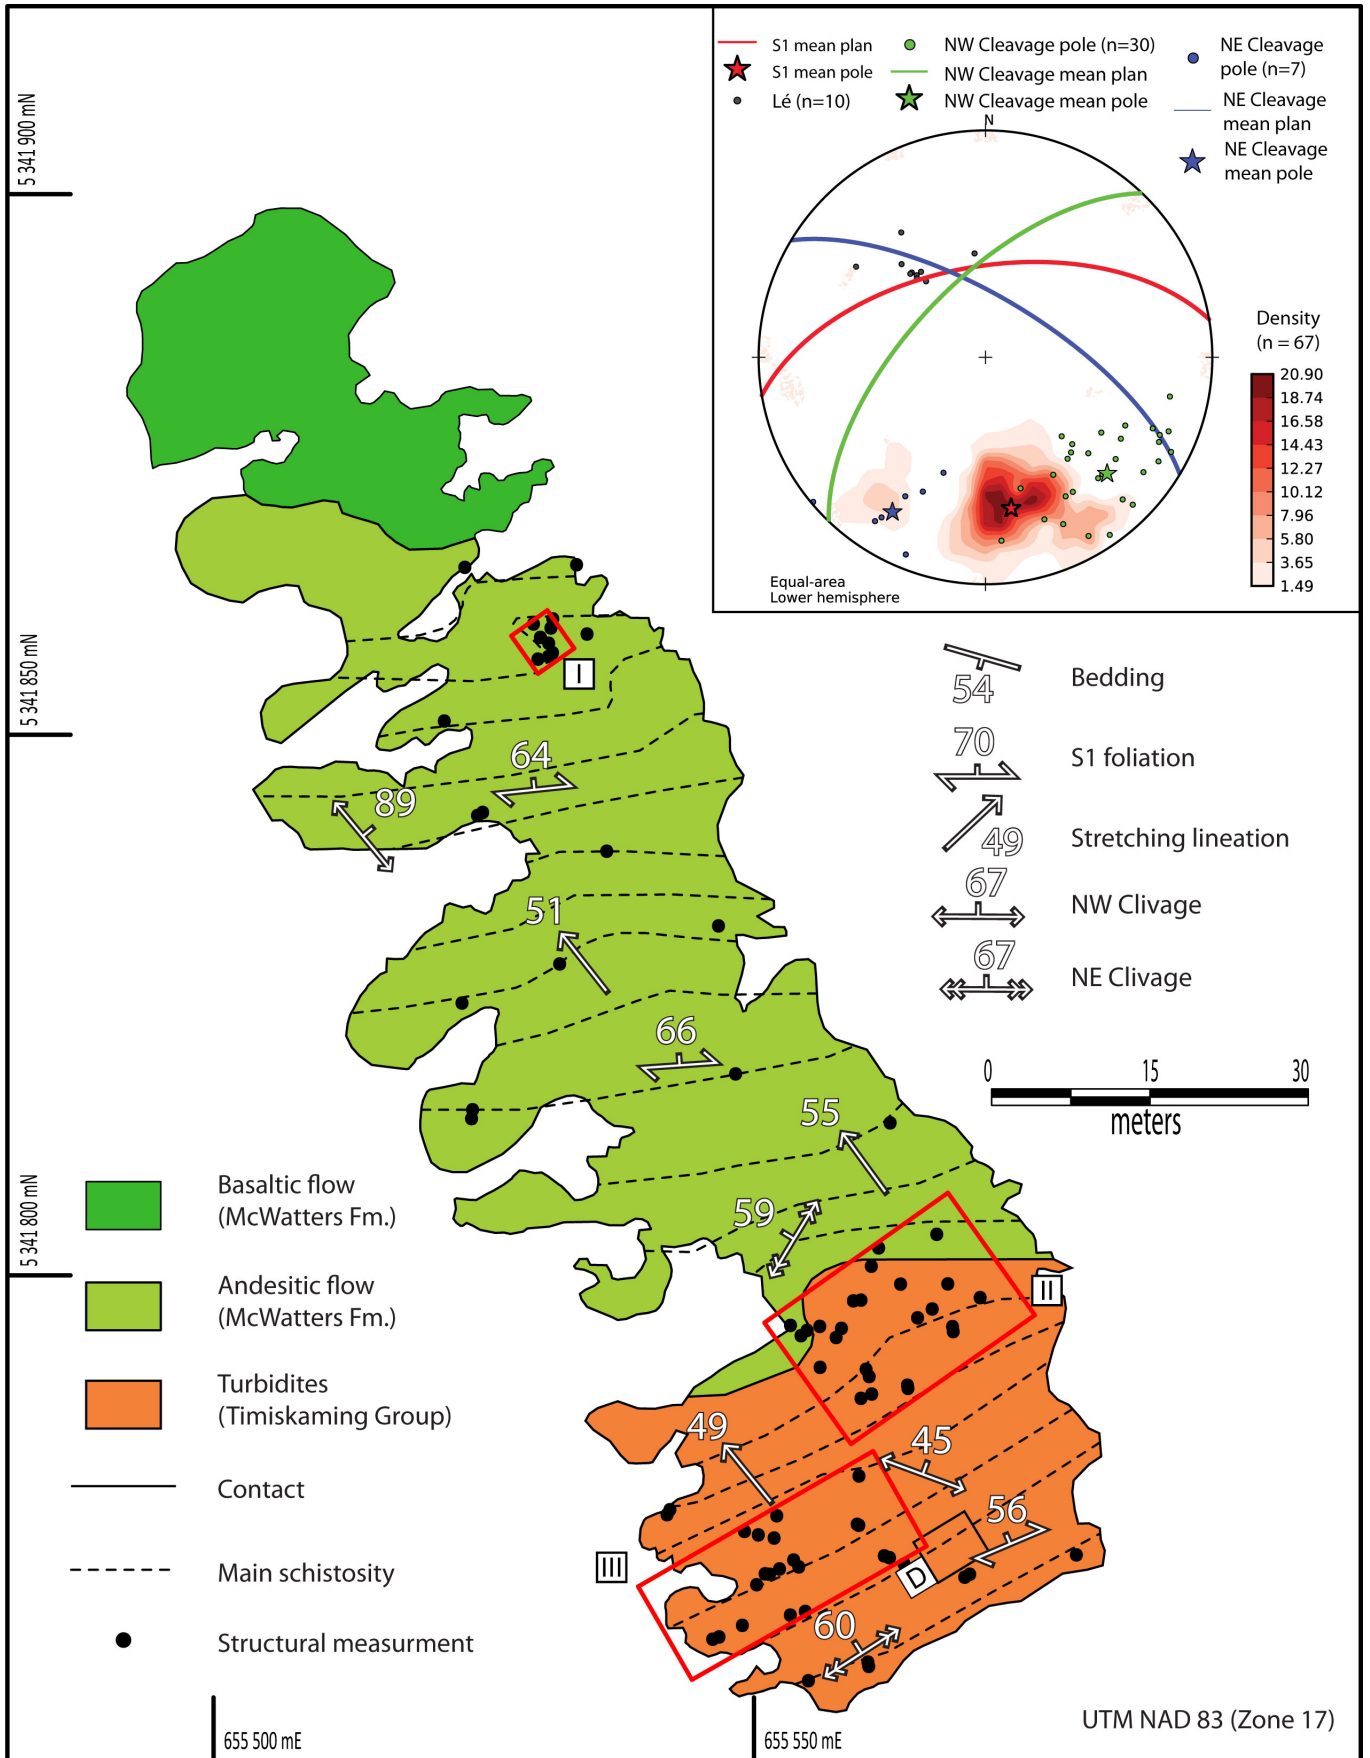 S1 mean plan
S1 mean pole
Lé (n=10)
NW Cleavage pole (n=30)
NW Cleavage mean plan
NW Cleavage mean pole
NE Cleavage
pole (n=7)
NE Cleavage
mean plan
NE Cleavage
mean pole
N
Density
(n = 67)
20.90
18.74
16.58
14.43
12.27
10.12
7.96
5.80
3.65
1.49
Equal-area
Lower hemisphere
5 341 900 mN
5 341 850 mN
5 341 800 mN
I
64
89
51
66
55
59
II
49
45
56
III
D
60
54
Bedding
70
S1 foliation
49
Stretching lineation
67
NW Clivage
67
NE Clivage
0 15 30
meters
Basaltic flow
(McWatters Fm.)
Andesitic flow
(McWatters Fm.)
Turbidites
(Timiskaming Group)
Contact
Main schistosity
Structural measurment
655 500 mE
655 550 mE
UTM NAD 83 (Zone 17)